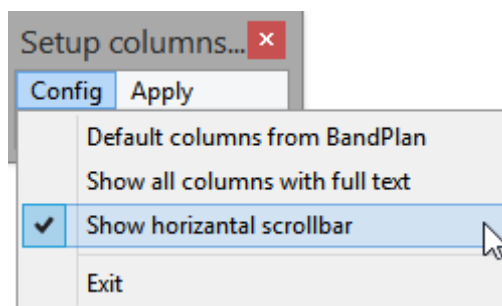 Setup columns...
Config Apply
Default columns from BandPlan
Show all columns with full text
Show horizantal scrollbar
Exit